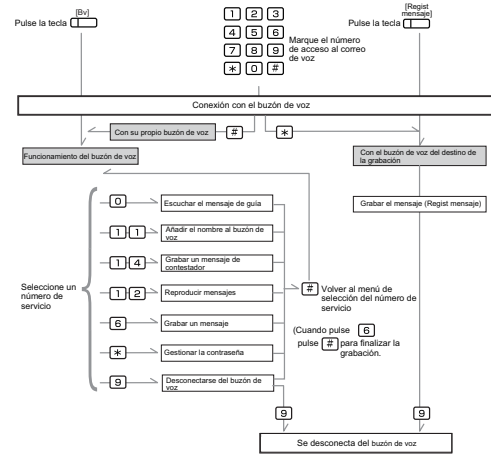 [Bv]
Pulse la tecla
1 2 3
4 5 6
7 8 9
* 0 #
Marque el número
de acceso al correo
de voz
[Regist
mensaje]
Pulse la tecla
Conexión con el buzón de voz
Con su propio buzón de voz
#
*
Funcionamiento del buzón de voz
Con el buzón de voz del destino de
la grabación
Grabar el mensaje (Regist mensaje)
Seleccione un
número de
servicio
0 Escuchar el mensaje de guía
1 1 Añadir el nombre al buzón de
voz
1 4 Grabar un mensaje de
contestador
1 2 Reproducir mensajes
6 Grabar un mensaje
* Gestionar la contraseña
9 Desconectarse del buzón de
voz
# Volver al menú de
selección del número de
servicio
(Cuando pulse 6
pulse # para finalizar la
grabación.
9
9
Se desconecta del buzón de voz